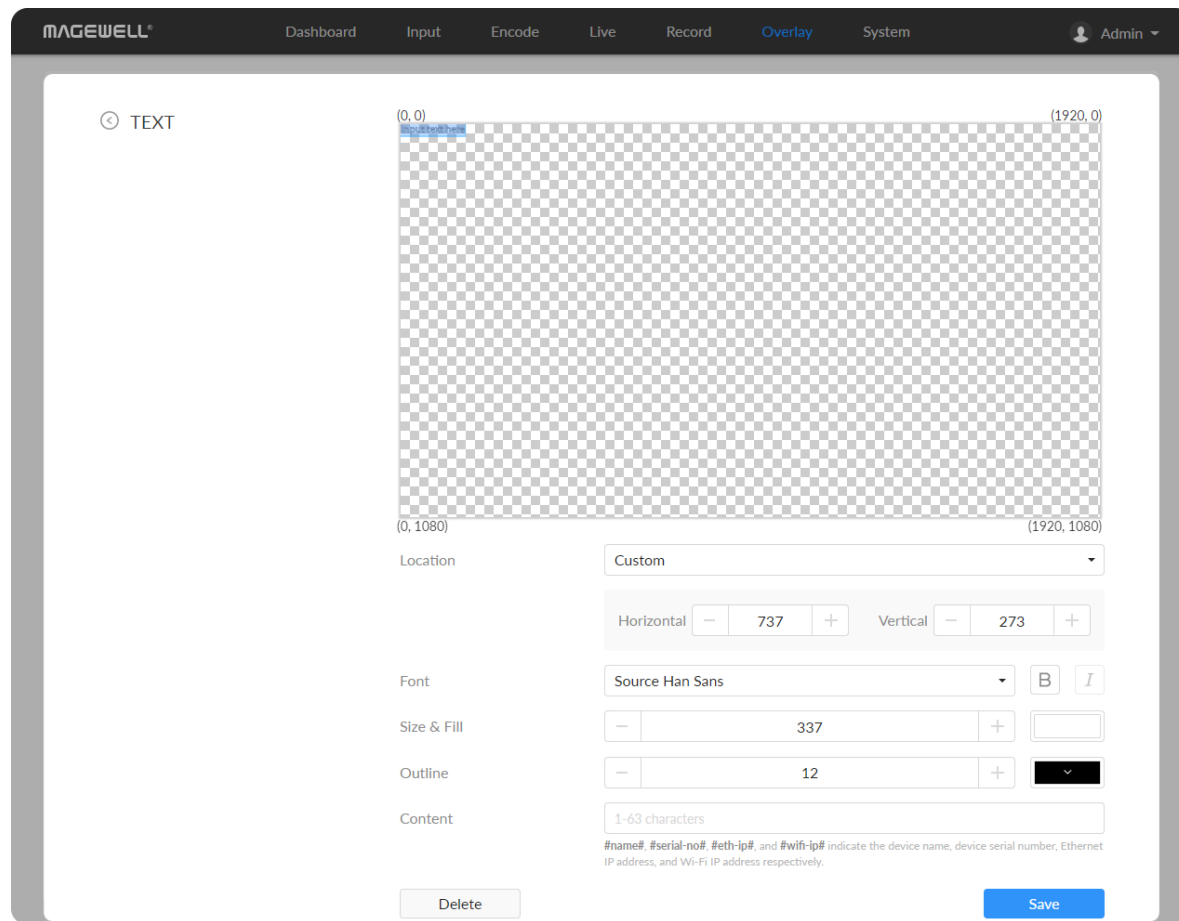 MAGEWELL®
Dashboard Input Encode Live Record Overlay System Admin
TEXT
(0, 0) (1920, 0)
Input text here
(0, 1080) (1920, 1080)
Location Custom
Horizontal − 737 + Vertical − 273 +
Font Source Han Sans B I
Size & Fill − 337 +
Outline − 12 +
Content 1-63 characters
#name#, #serial-no#, #eth-ip#, and #wifi-ip# indicate the device name, device serial number, Ethernet
IP address, and Wi-Fi IP address respectively.
Delete Save